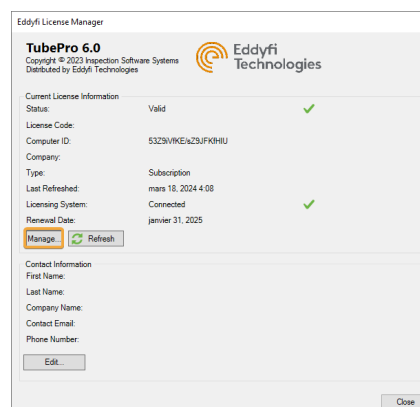 Eddyfi License Manager
TubePro 6.0
Copyright © 2023 Inspection Software Systems
Distributed by Eddyfi Technologies
Eddyfi
Technologies
Current License Information
Status: Valid
License Code:
Computer ID:
Company:
Type: Subscription
Last Refreshed: mars 18, 2024 4:08
Licensing System: Connected
Renewal Date: janvier 31, 2025
Manage... Refresh
Contact Information
First Name:
Last Name:
Company Name:
Contact Email:
Phone Number:
Edit...
Close